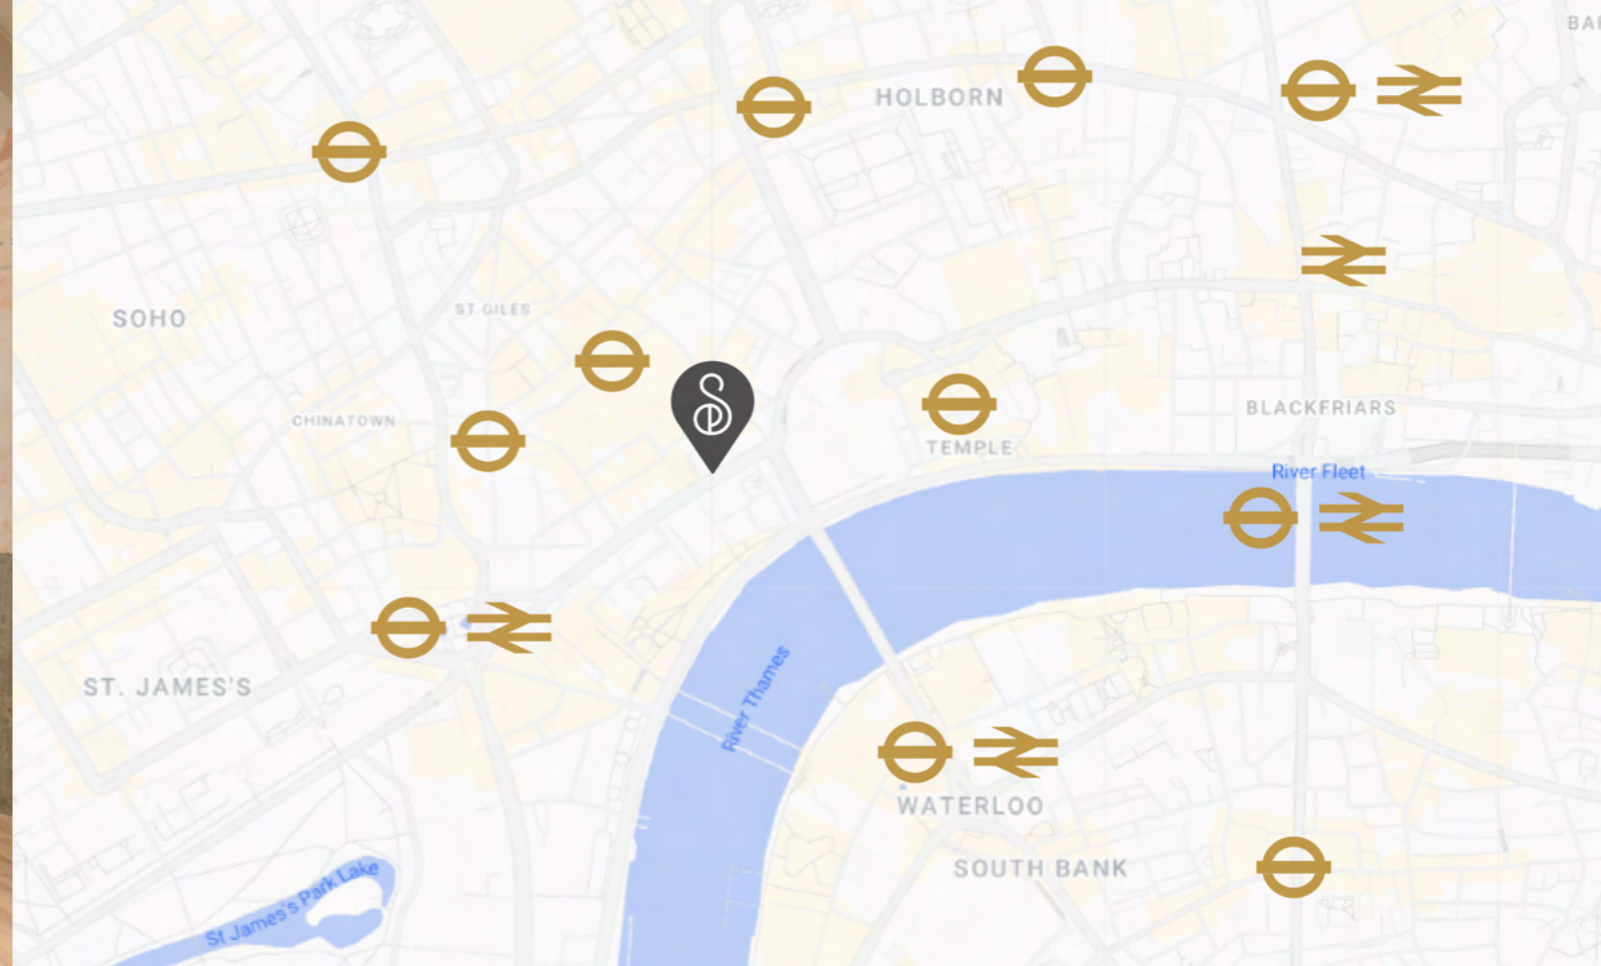 BAR
HOLBORN
SOHO
ST GILES
CHINATOWN
TEMPLE
BLACKFRIARS
River Fleet
ST. JAMES'S
River Thames
WATERLOO
SOUTH BANK
St James's Park Lake